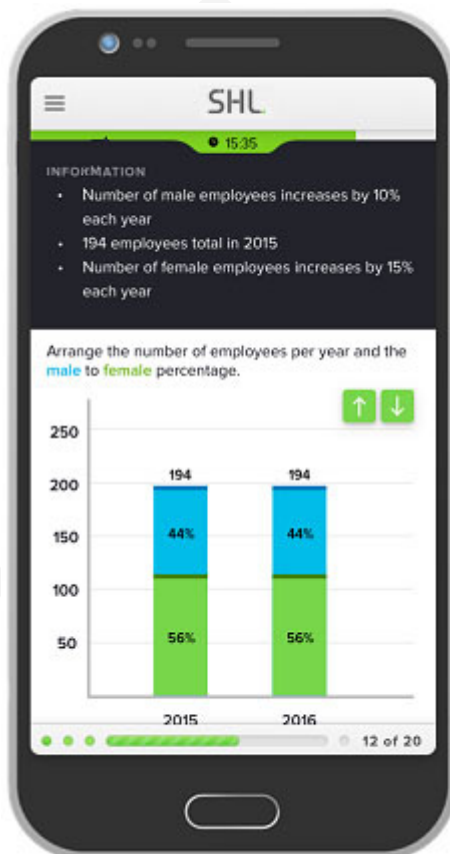 SHL.
15:35
INFORMATION
• Number of male employees increases by 10%
each year
• 194 employees total in 2015
• Number of female employees increases by 15%
each year
Arrange the number of employees per year and the
male to female percentage.
250
200
150
100
50
194
194
44%
44%
56%
56%
2015
2016
12 of 20